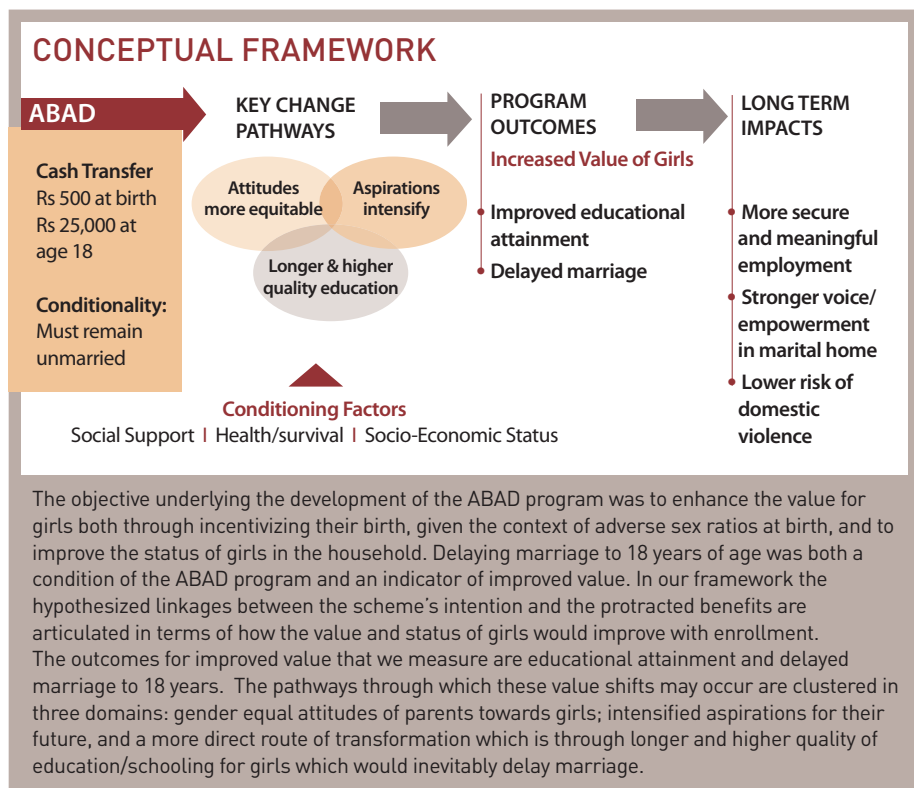 CONCEPTUAL FRAMEWORK
ABAD
Cash Transfer
Rs 500 at birth
Rs 25,000 at
age 18
Conditionality:
Must remain
unmarried
KEY CHANGE
PATHWAYS
Attitudes
more equitable
Aspirations
intensify
Longer & higher
quality education
Conditioning Factors
Social Support I Health/survival I Socio-Economic Status
PROGRAM
OUTCOMES
Increased Value of Girls
• Improved educational
attainment
• Delayed marriage
LONG TERM
IMPACTS
• More secure
and meaningful
employment
• Stronger voice/
empowerment
in marital home
• Lower risk of
domestic
violence
The objective underlying the development of the ABAD program was to enhance the value for
girls both through incentivizing their birth, given the context of adverse sex ratios at birth, and to
improve the status of girls in the household. Delaying marriage to 18 years of age was both a
condition of the ABAD program and an indicator of improved value. In our framework the
hypothesized linkages between the scheme's intention and the protracted benefits are
articulated in terms of how the value and status of girls would improve with enrollment.
The outcomes for improved value that we measure are educational attainment and delayed
marriage to 18 years. The pathways through which these value shifts may occur are clustered in
three domains: gender equal attitudes of parents towards girls; intensified aspirations for their
future, and a more direct route of transformation which is through longer and higher quality of
education/schooling for girls which would inevitably delay marriage.